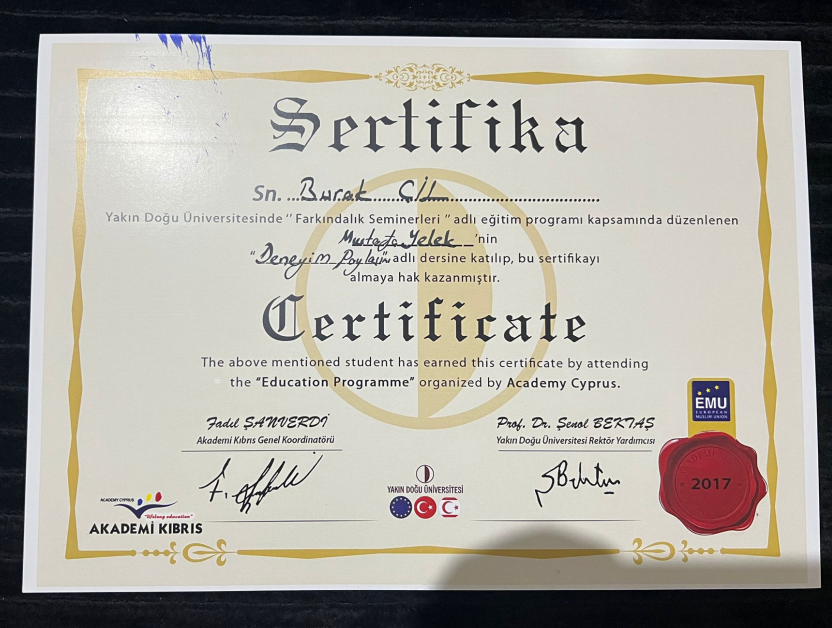 Sertifika
Sn. ...Burak.....ÇİL..............................
Yakın Doğu Üniversitesinde '' Farkındalık Seminerleri '' adlı eğitim programı kapsamında düzenlenen
Mustafa Yelek 'nin
"Deneyim Paylaşımı" adlı dersine katılıp, bu sertifikayı
almaya hak kazanmıştır.
Certificate
The above mentioned student has earned this certificate by attending
the "Education Programme" organized by Academy Cyprus.
Fadıl ŞANVERDİ
Akademi Kıbrıs Genel Koordinatörü
Prof. Dr. Şenol BEKTAŞ
Yakın Doğu Üniversitesi Rektör Yardımcısı
EMU
EUROPEAN
MUSLIM UNION
2017
ACADEMY CYPRUS
"lifelong education"
AKADEMİ KIBRIS
YAKIN DOĞU ÜNİVERSİTESİ